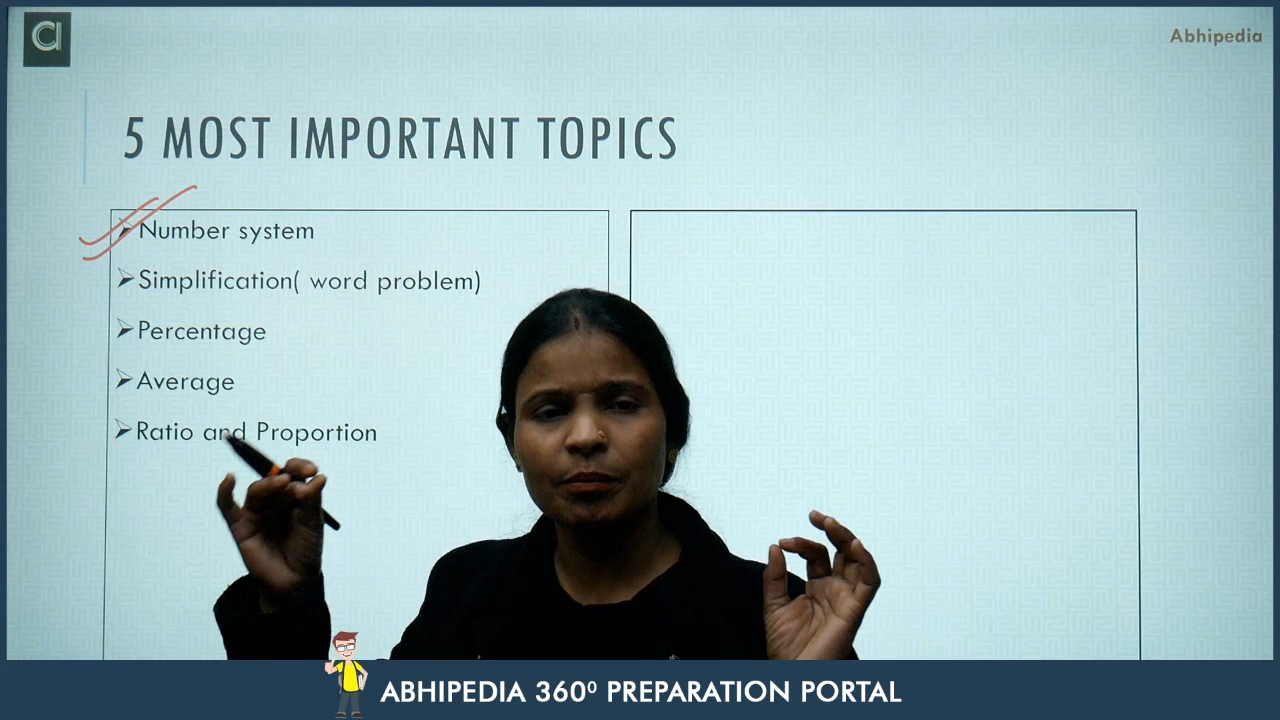 Abhipedia
5 MOST IMPORTANT TOPICS
Number system
Simplification( word problem)
Percentage
Average
Ratio and Proportion
ABHIPEDIA 360⁰ PREPARATION PORTAL